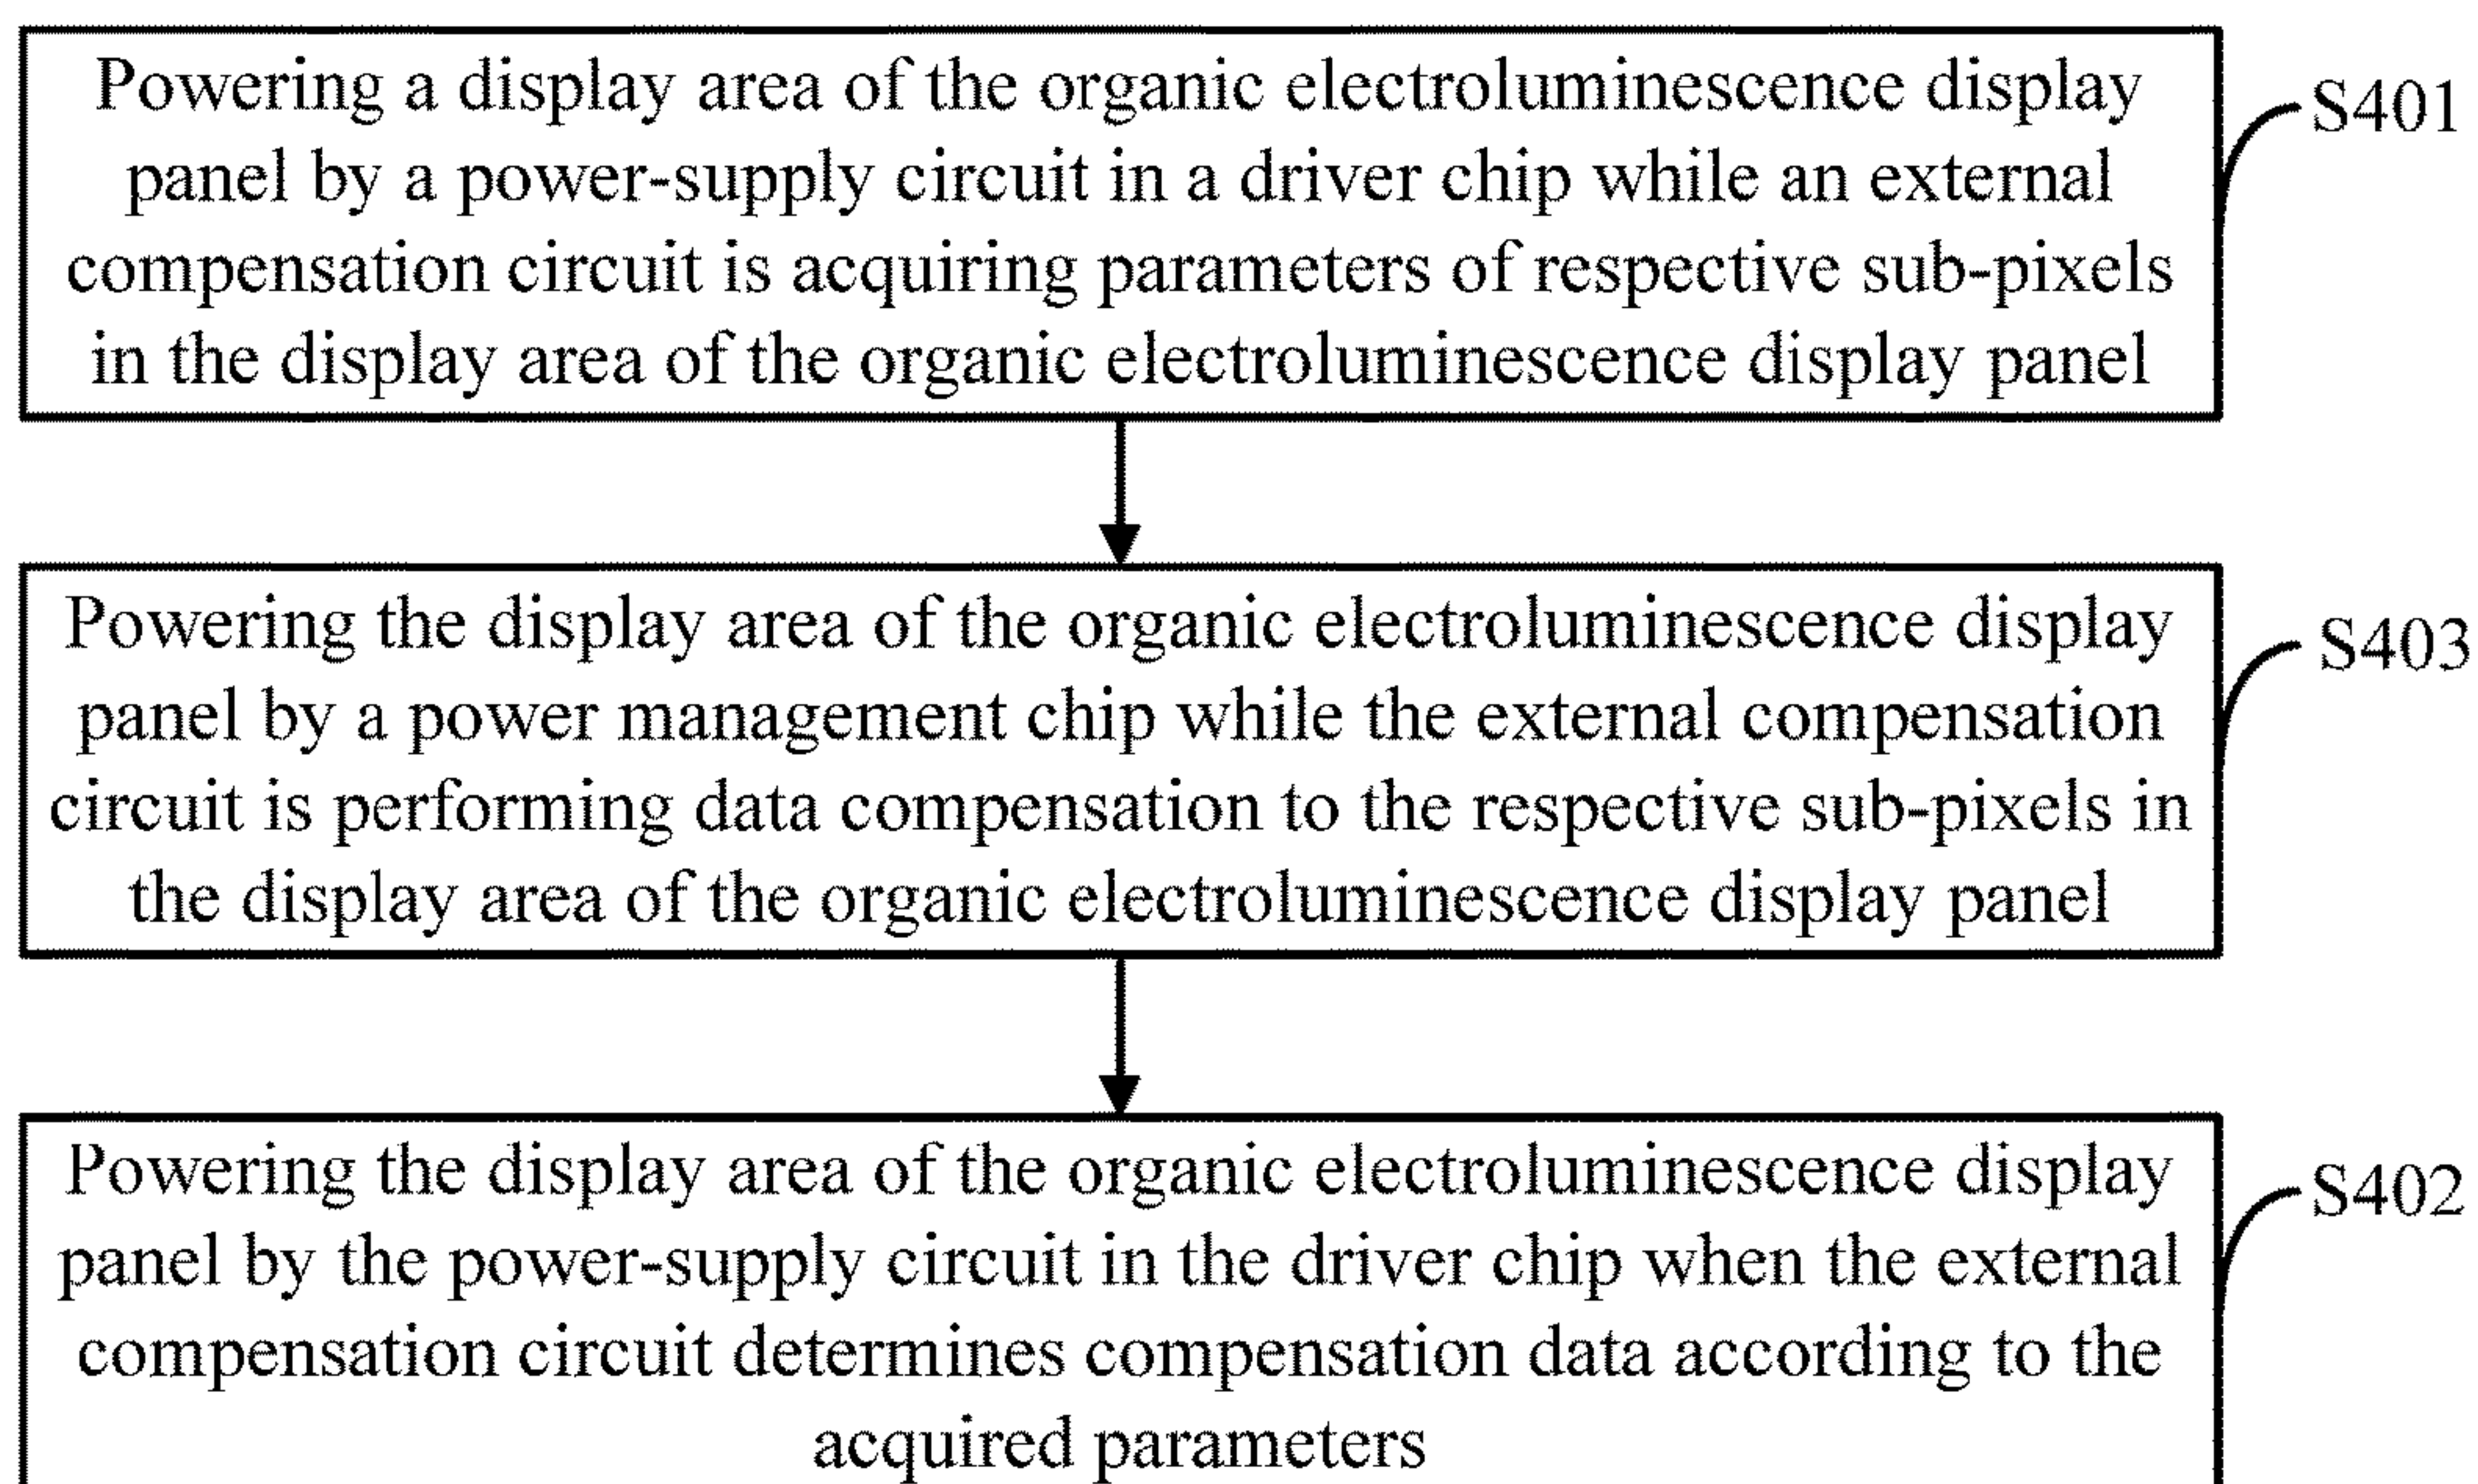 Powering a display area of the organic electroluminescence display
panel by a power-supply circuit in a driver chip while an external
compensation circuit is acquiring parameters of respective sub-pixels
in the display area of the organic electroluminescence display panel
S401
Powering the display area of the organic electroluminescence display
panel by a power management chip while the external compensation
circuit is performing data compensation to the respective sub-pixels in
the display area of the organic electroluminescence display panel
S403
Powering the display area of the organic electroluminescence display
panel by the power-supply circuit in the driver chip when the external
compensation circuit determines compensation data according to the
acquired parameters
S402